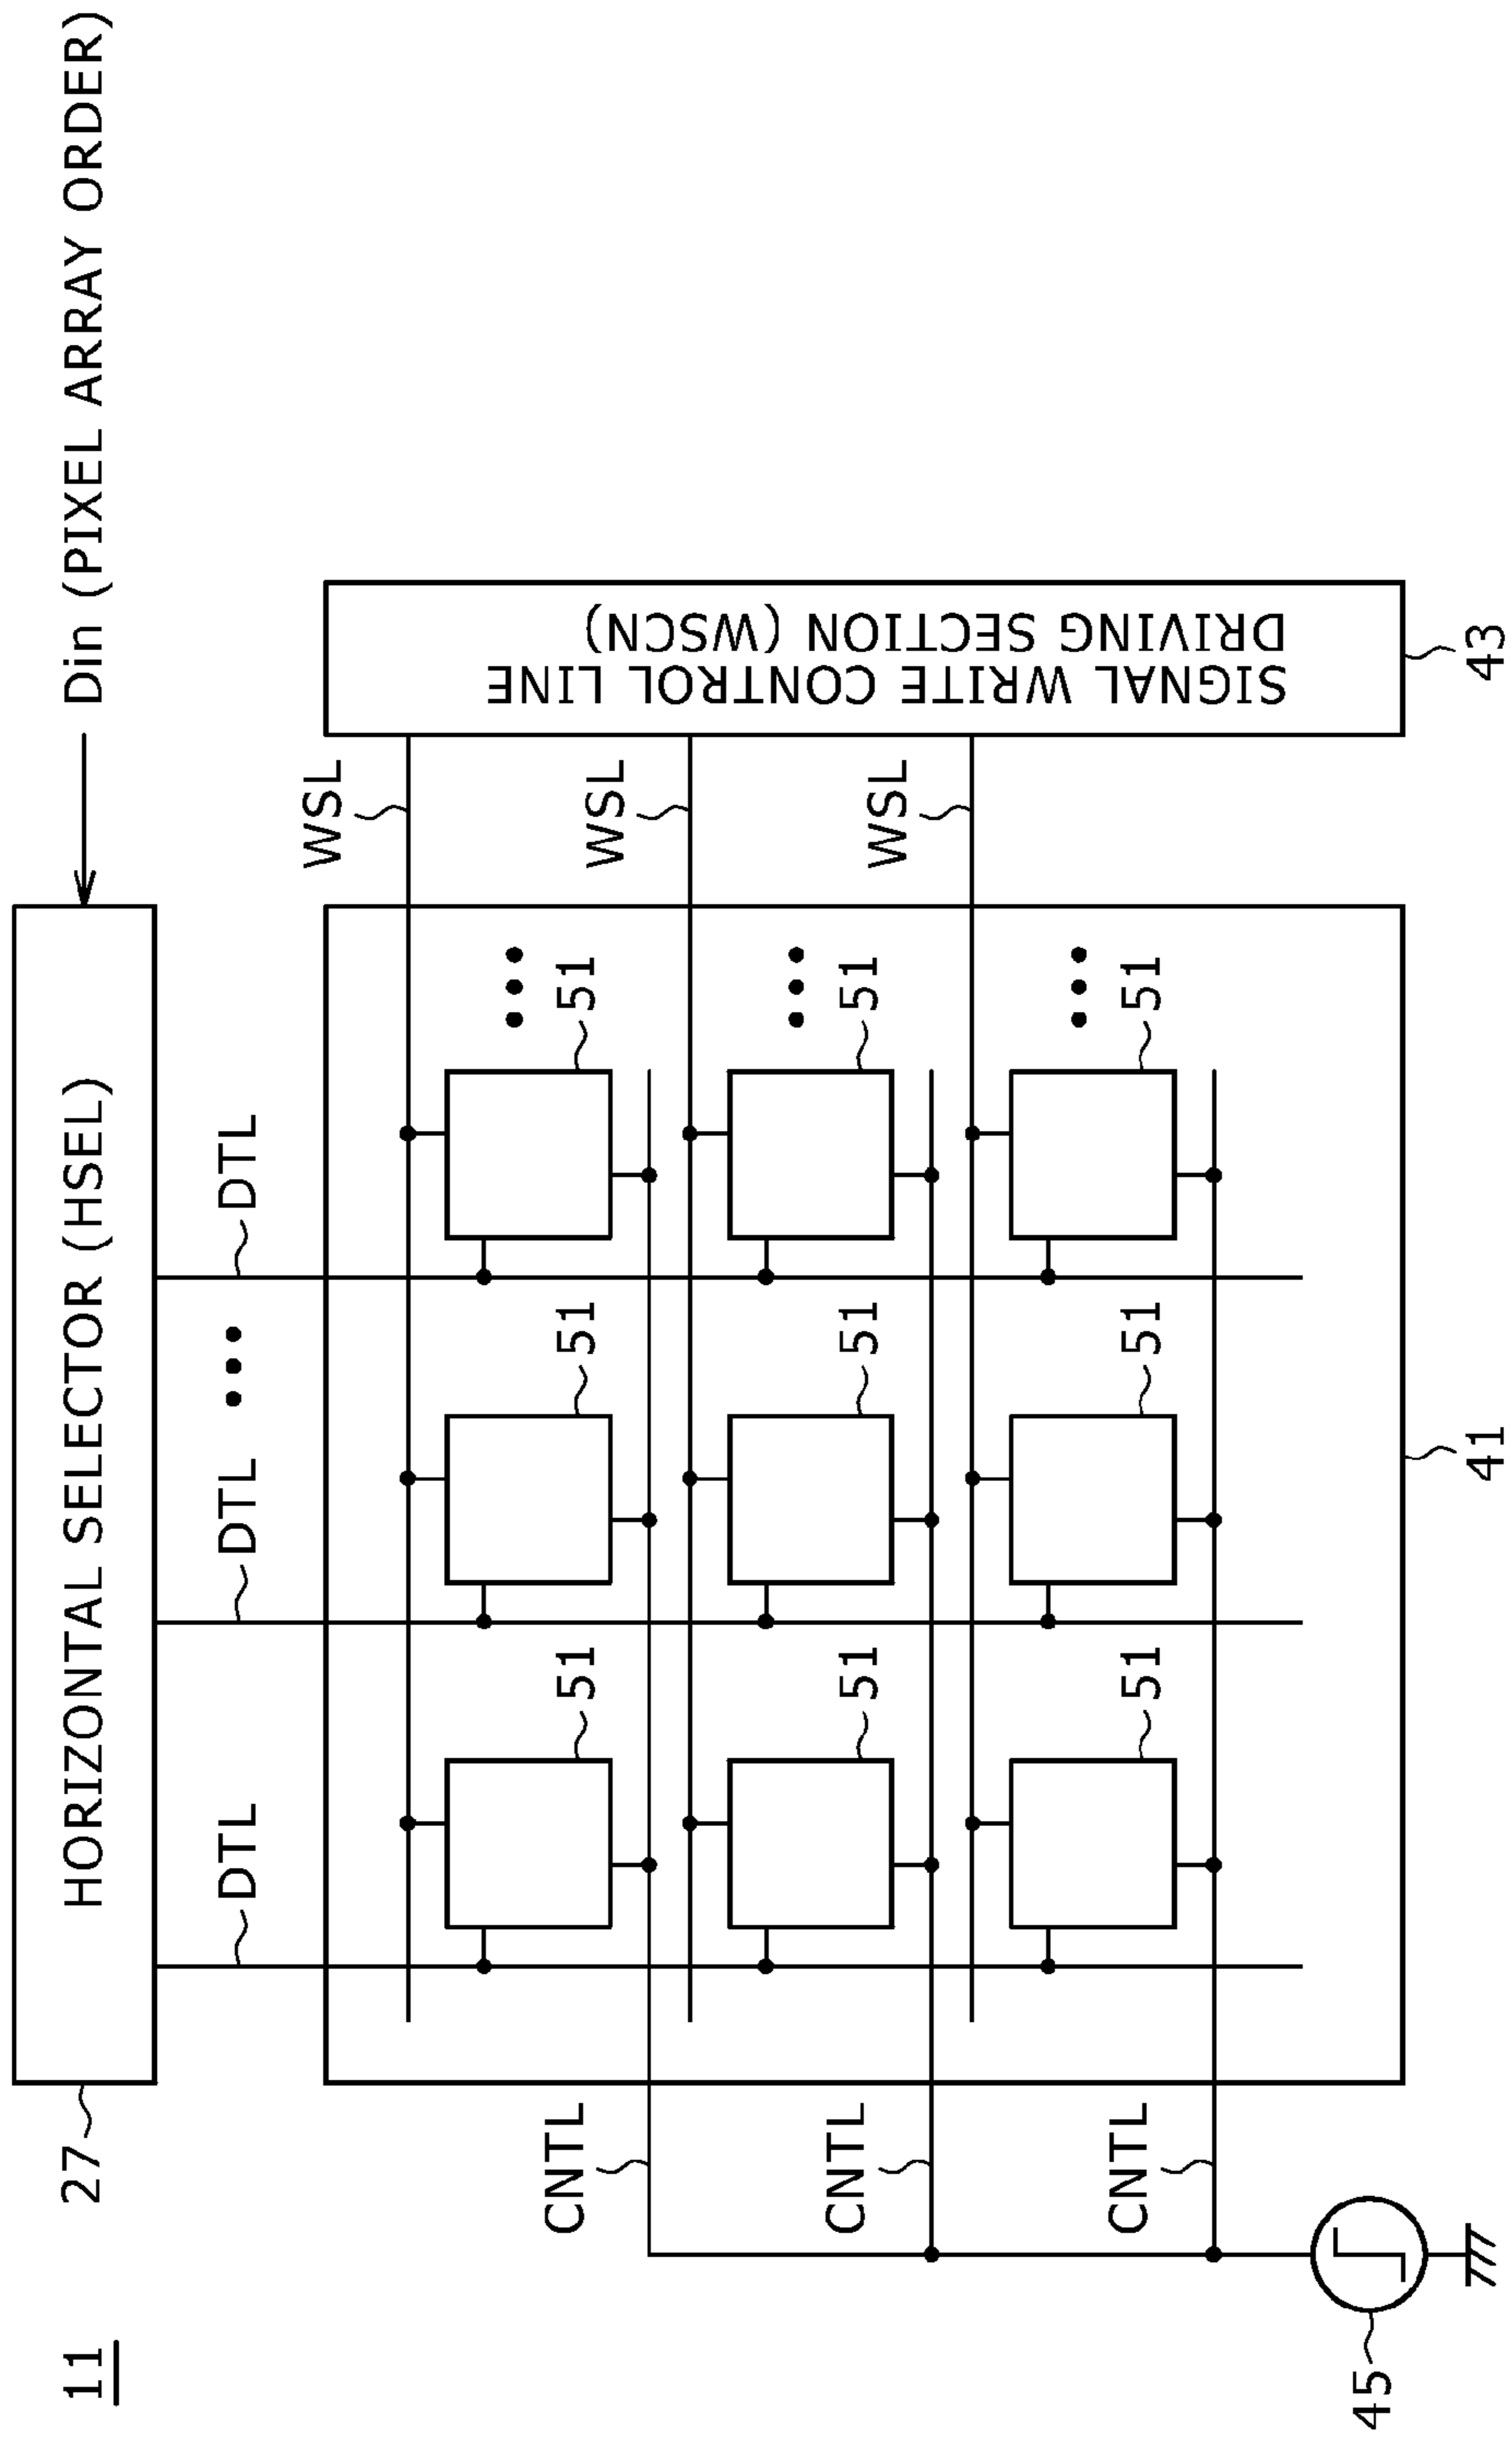 11
27
HORIZONTAL SELECTOR (HSEL)
Din (PIXEL ARRAY ORDER)
DTL
DTL
DTL
WSL
51
51
51
CNTL
WSL
51
51
51
CNTL
WSL
51
51
51
CNTL
SIGNAL WRITE CONTROL LINE
DRIVING SECTION (WSCN)
45
41
43